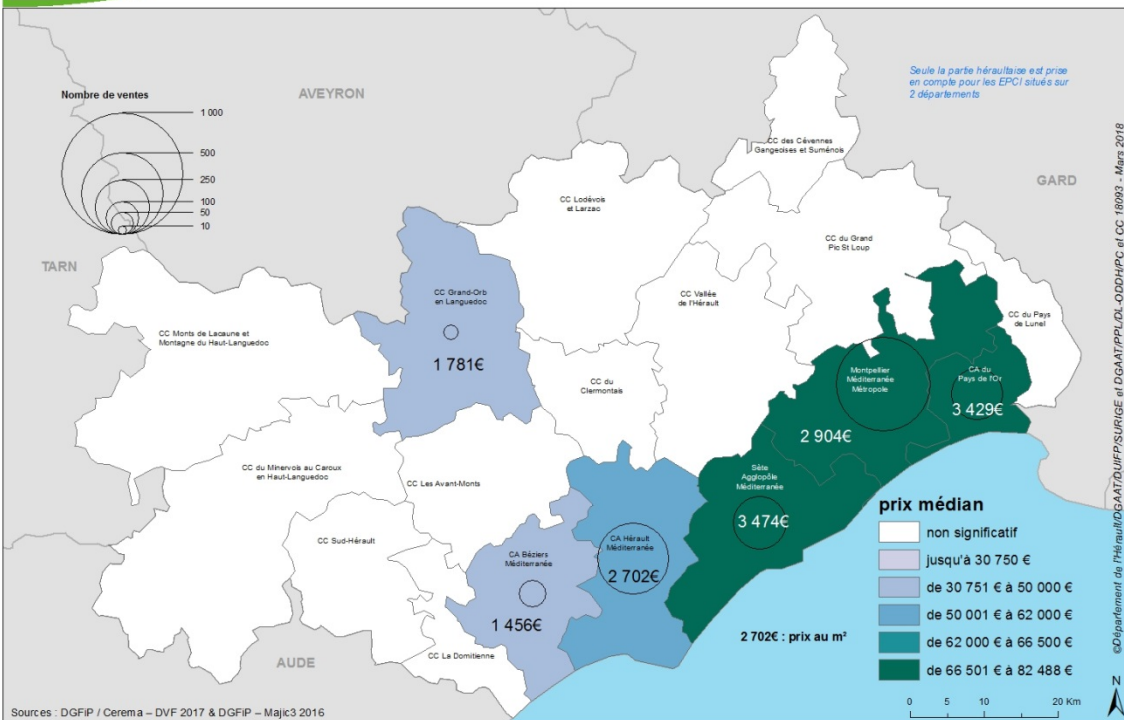 Nombre de ventes
1 000
500
250
100
50
10
AVEYRON
Seule la partie héraultaise est prise
en compte pour les EPCI situés sur
2 départements
GARD
TARN
CC des Cévennes
Gangeoises et Suménois
CC Lodévois
et Larzac
CC du Grand
Pic St Loup
CC Grand-Orb
en Languedoc
1 781€
CC Vallée
de l'Hérault
CC du Pays
de Lunel
CC Monts de Lacaune et
Montagne du Haut-Languedoc
CC du
Clermontais
Montpellier
Méditerranée
Métropole
2 904€
CA du
Pays de l'Or
3 429€
CC du Minervois au Caroux
en Haut-Languedoc
CC Les Avant-Monts
Sète
Agglopôle
Méditerranée
3 474€
CC Sud-Hérault
CA Béziers
Méditerranée
1 456€
CA Hérault
Méditerranée
2 702€
CC La Domitienne
AUDE
2 702€ : prix au m²
prix médian
non significatif
jusqu'à 30 750 €
de 30 751 € à 50 000 €
de 50 001 € à 62 000 €
de 62 000 € à 66 500 €
de 66 501 € à 82 488 €
0 10 20 Km
N
Sources : DGFiP / Cerema – DVF 2017 & DGFiP – Majic3 2016
©Département de l'Hérault/DGAAT/DUIFP/SURIGE et DGAAT/PPL/DL-ODDH/PC et CC 18093 - Mars 2018